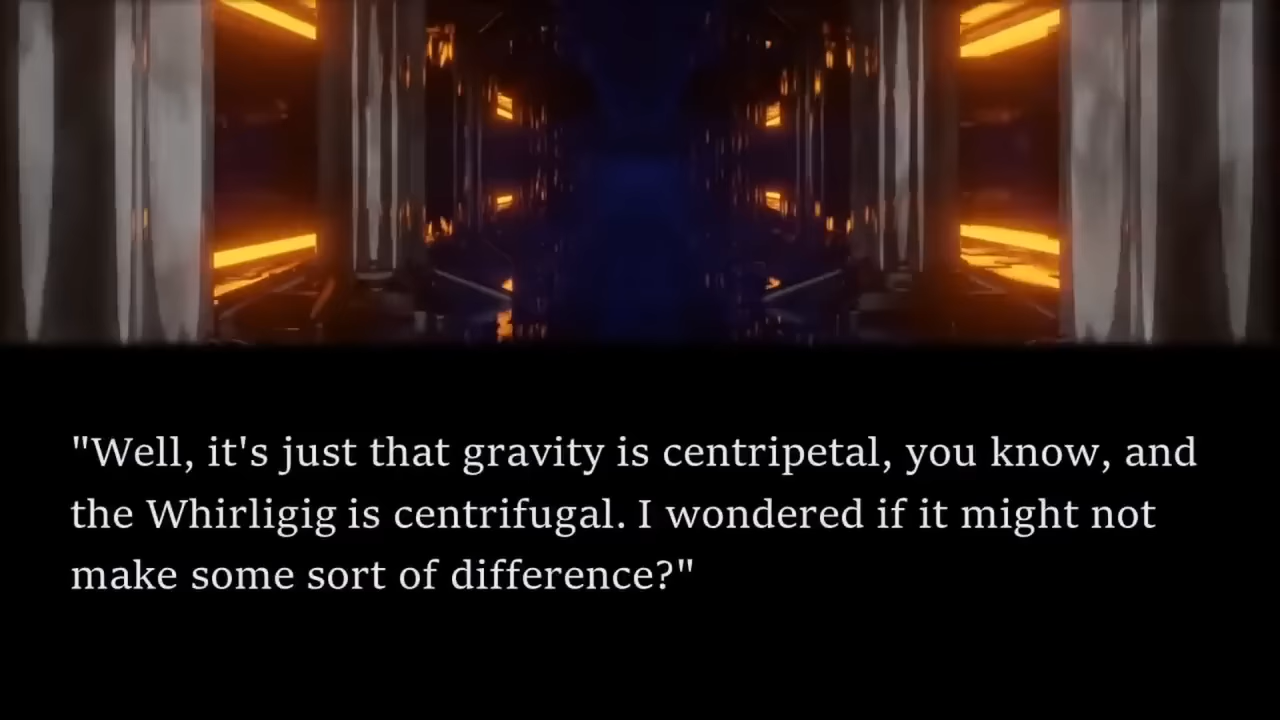 "Well, it's just that gravity is centripetal, you know, and
the Whirligig is centrifugal. I wondered if it might not
make some sort of difference?"